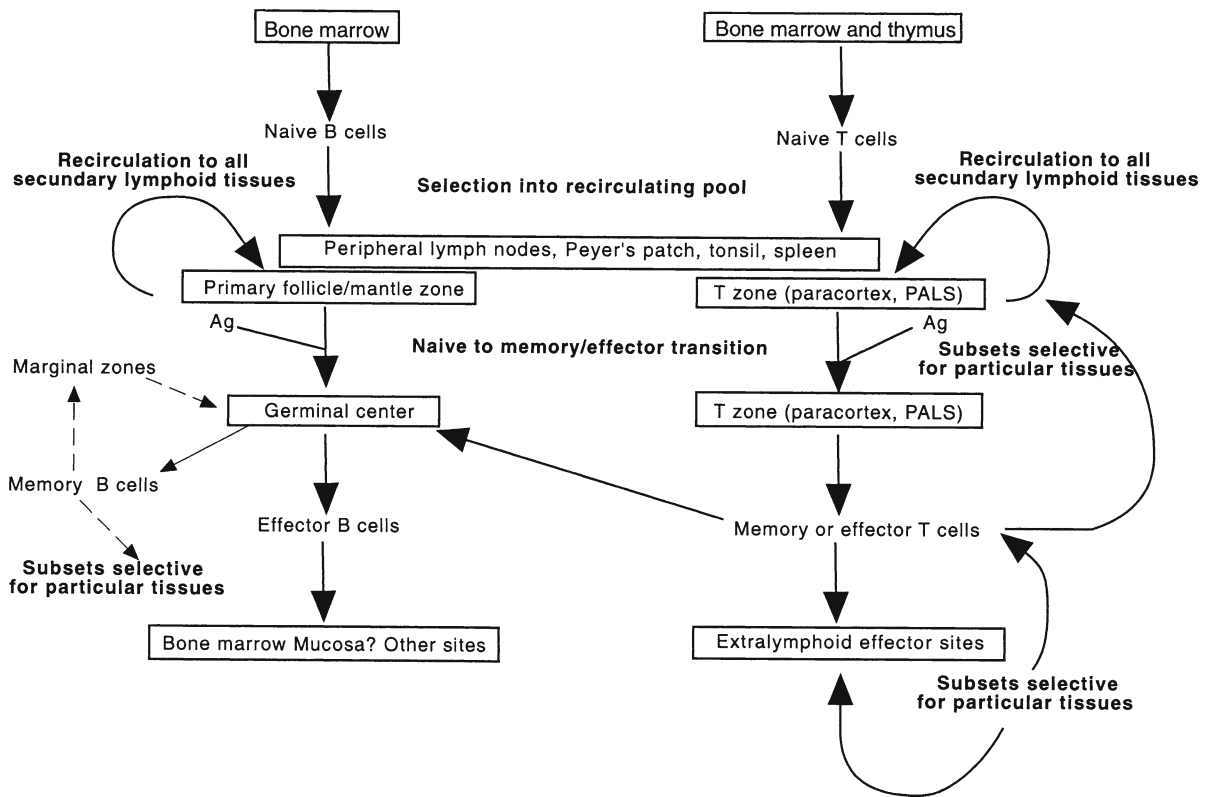 Bone marrow
Bone marrow and thymus
Naive B cells
Naive T cells
Recirculation to all
secundary lymphoid tissues
Selection into recirculating pool
Recirculation to all
secundary lymphoid tissues
Peripheral lymph nodes, Peyer's patch, tonsil, spleen
Primary follicle/mantle zone
T zone (paracortex, PALS)
Ag
Ag
Naive to memory/effector transition
Subsets selective
for particular tissues
Marginal zones
Germinal center
T zone (paracortex, PALS)
Memory B cells
Effector B cells
Memory or effector T cells
Subsets selective
for particular tissues
Bone marrow Mucosa? Other sites
Extralymphoid effector sites
Subsets selective
for particular tissues